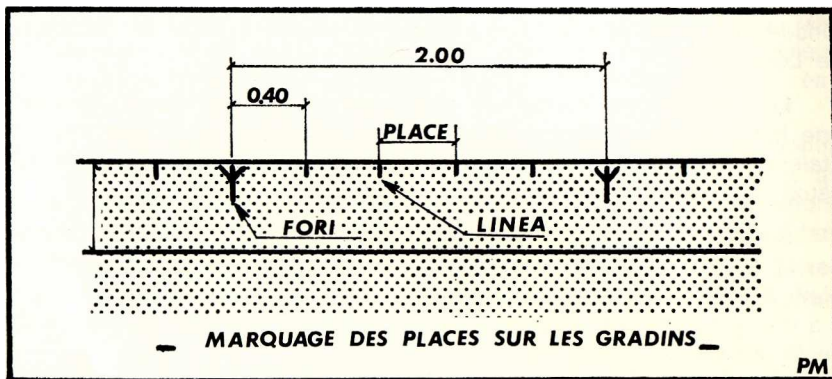 2.00
0.40
PLACE
FORI
LINEA
MARQUAGE DES PLACES SUR LES GRADINS
PM